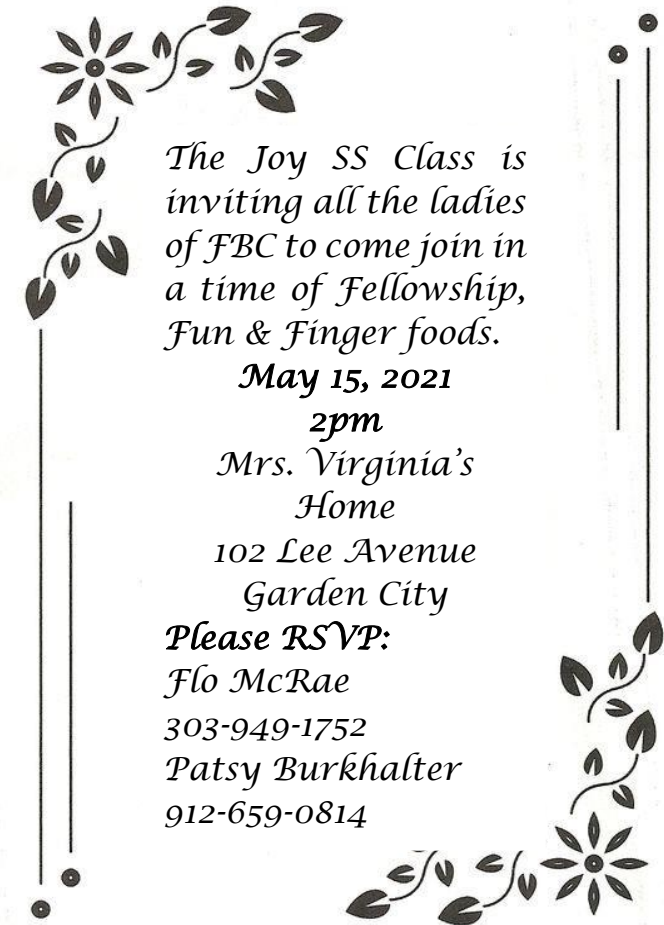 The Joy SS Class is
inviting all the ladies
of FBC to come join in
a time of Fellowship,
Fun & Finger foods.
May 15, 2021
2pm
Mrs. Virginia's
Home
102 Lee Avenue
Garden City
Please RSVP:
Flo McRae
303-949-1752
Patsy Burkhalter
912-659-0814